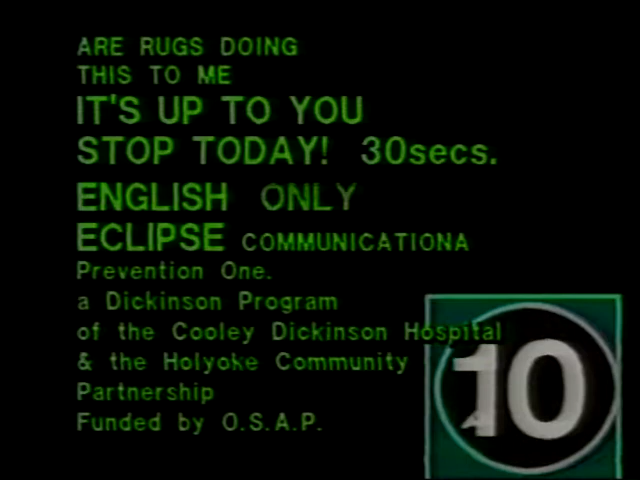 ARE RUGS DOING
THIS TO ME
IT'S UP TO YOU
STOP TODAY! 30secs.
ENGLISH ONLY
ECLIPSE COMMUNICATIONA
Prevention One.
a Dickinson Program
of the Cooley Dickinson Hospital
& the Holyoke Community
Partnership
Funded by O.S.A.P.
10